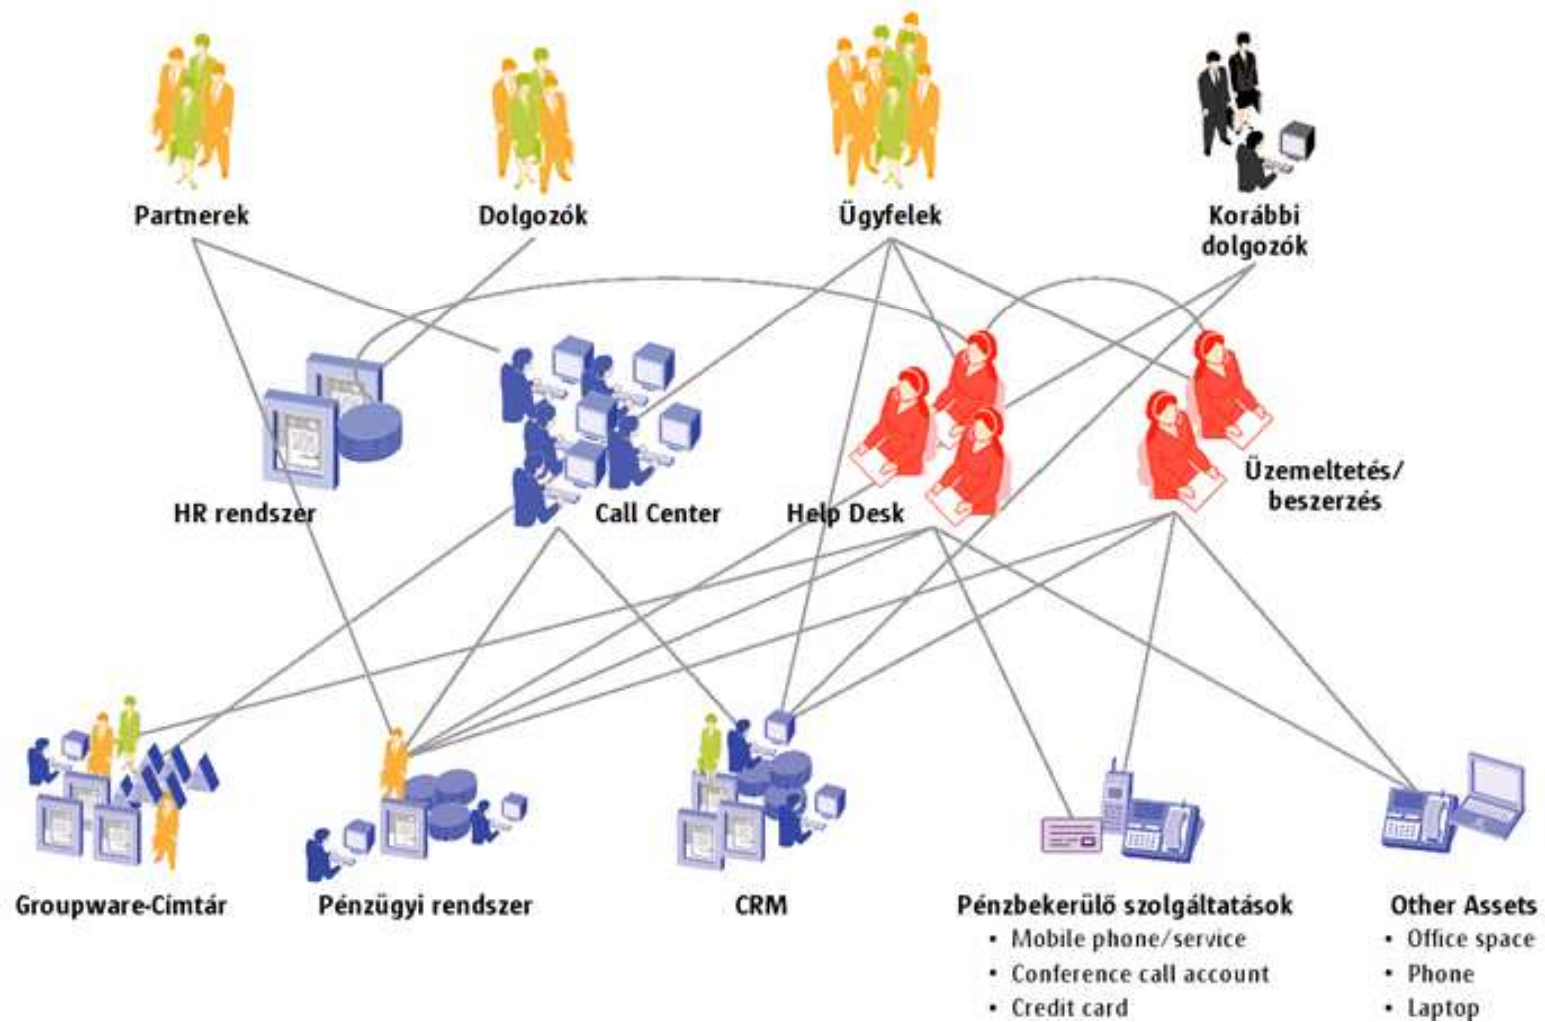 Partnerek
Dolgozók
Ügyfelek
Korábbi
dolgozók
HR rendszer
Call Center
Help Desk
Üzemeltetés/
beszerzés
Groupware-Címtár
Pénzügyi rendszer
CRM
Pénzbekerülő szolgáltatások
• Mobile phone/service
• Conference call account
• Credit card
Other Assets
• Office space
• Phone
• Laptop